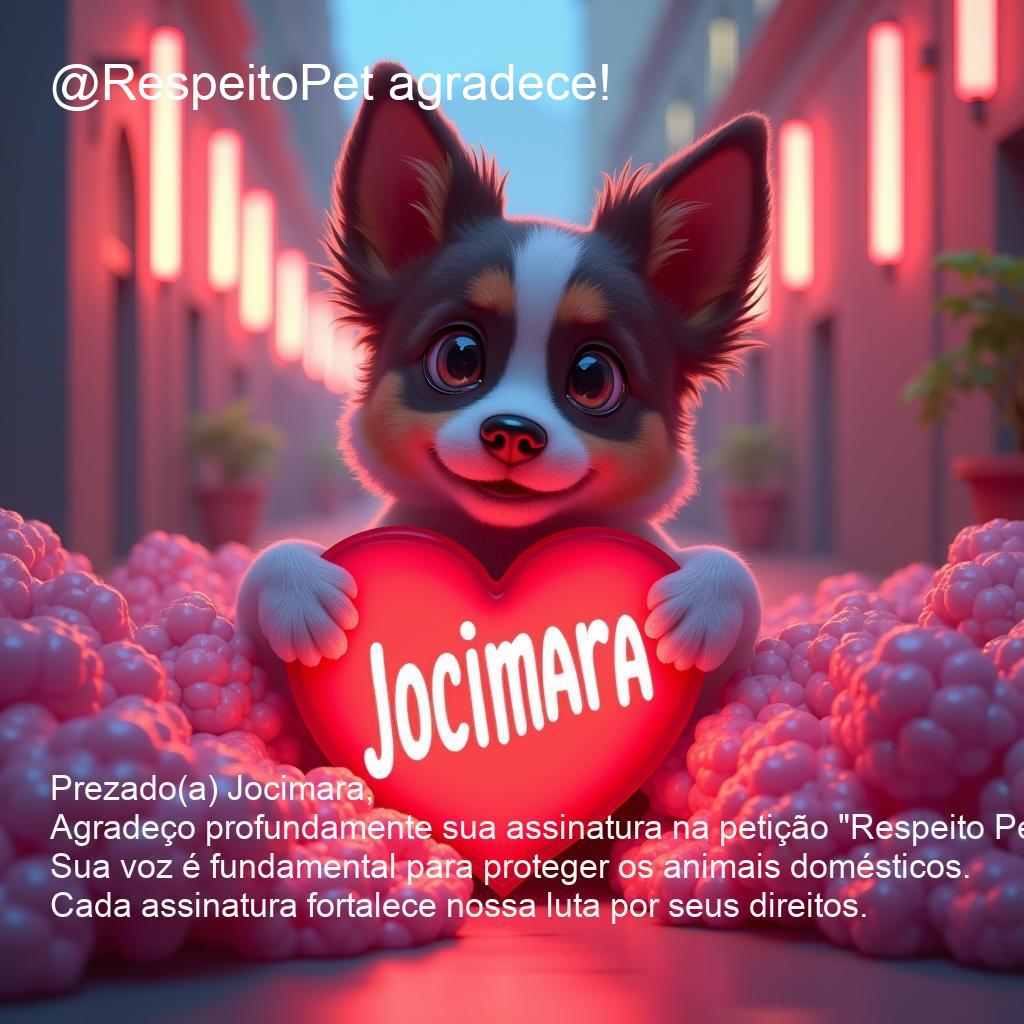 @RespeitoPet agradece!
JocimArA
Prezado(a) Jocimara,
Agradeço profundamente sua assinatura na petição "Respeito Pe
Sua voz é fundamental para proteger os animais domésticos.
Cada assinatura fortalece nossa luta por seus direitos.